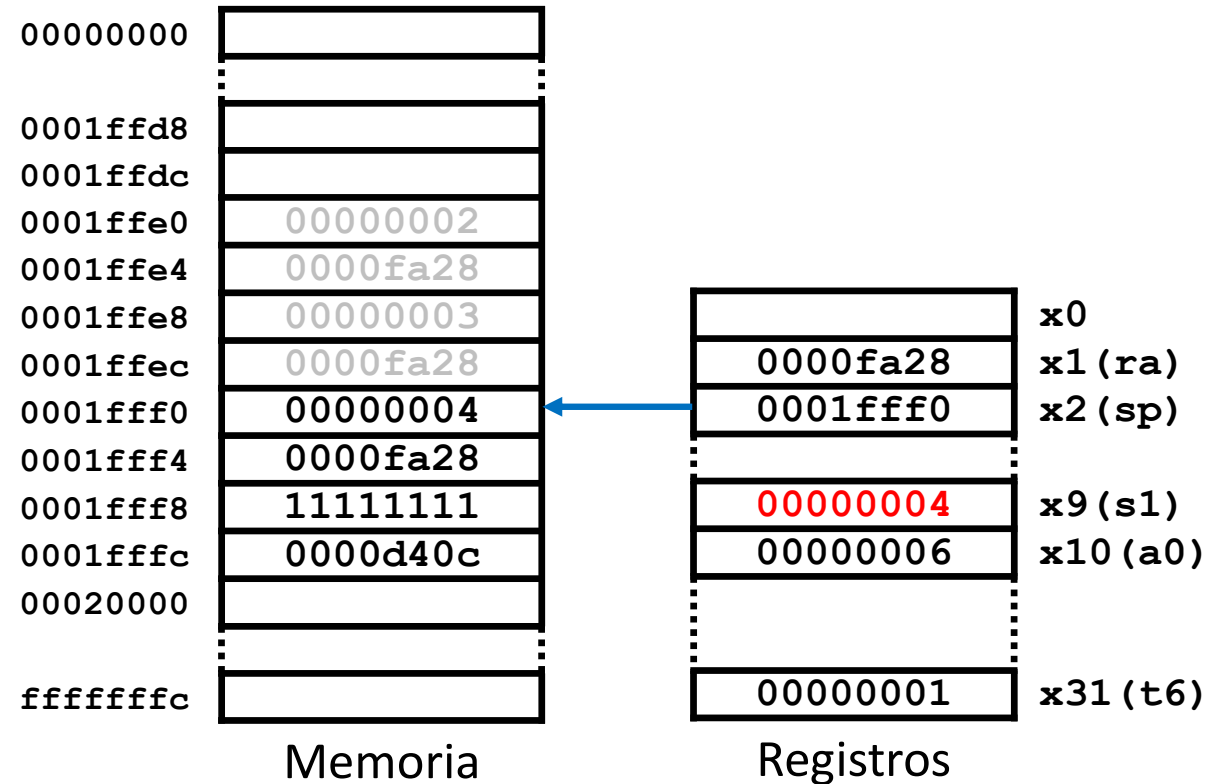 00000000
0001ffd8
0001ffdc
0001ffe0 00000002
0001ffe4 0000fa28
0001ffe8 00000003 x0
0001ffec 0000fa28 0000fa28 x1(ra)
0001fff0 00000004 0001fff0 x2(sp)
0001fff4 0000fa28
0001fff8 11111111 00000004 x9(s1)
0001fffc 0000d40c 00000006 x10(a0)
00020000
fffffffc 00000001 x31(t6)
Memoria Registros